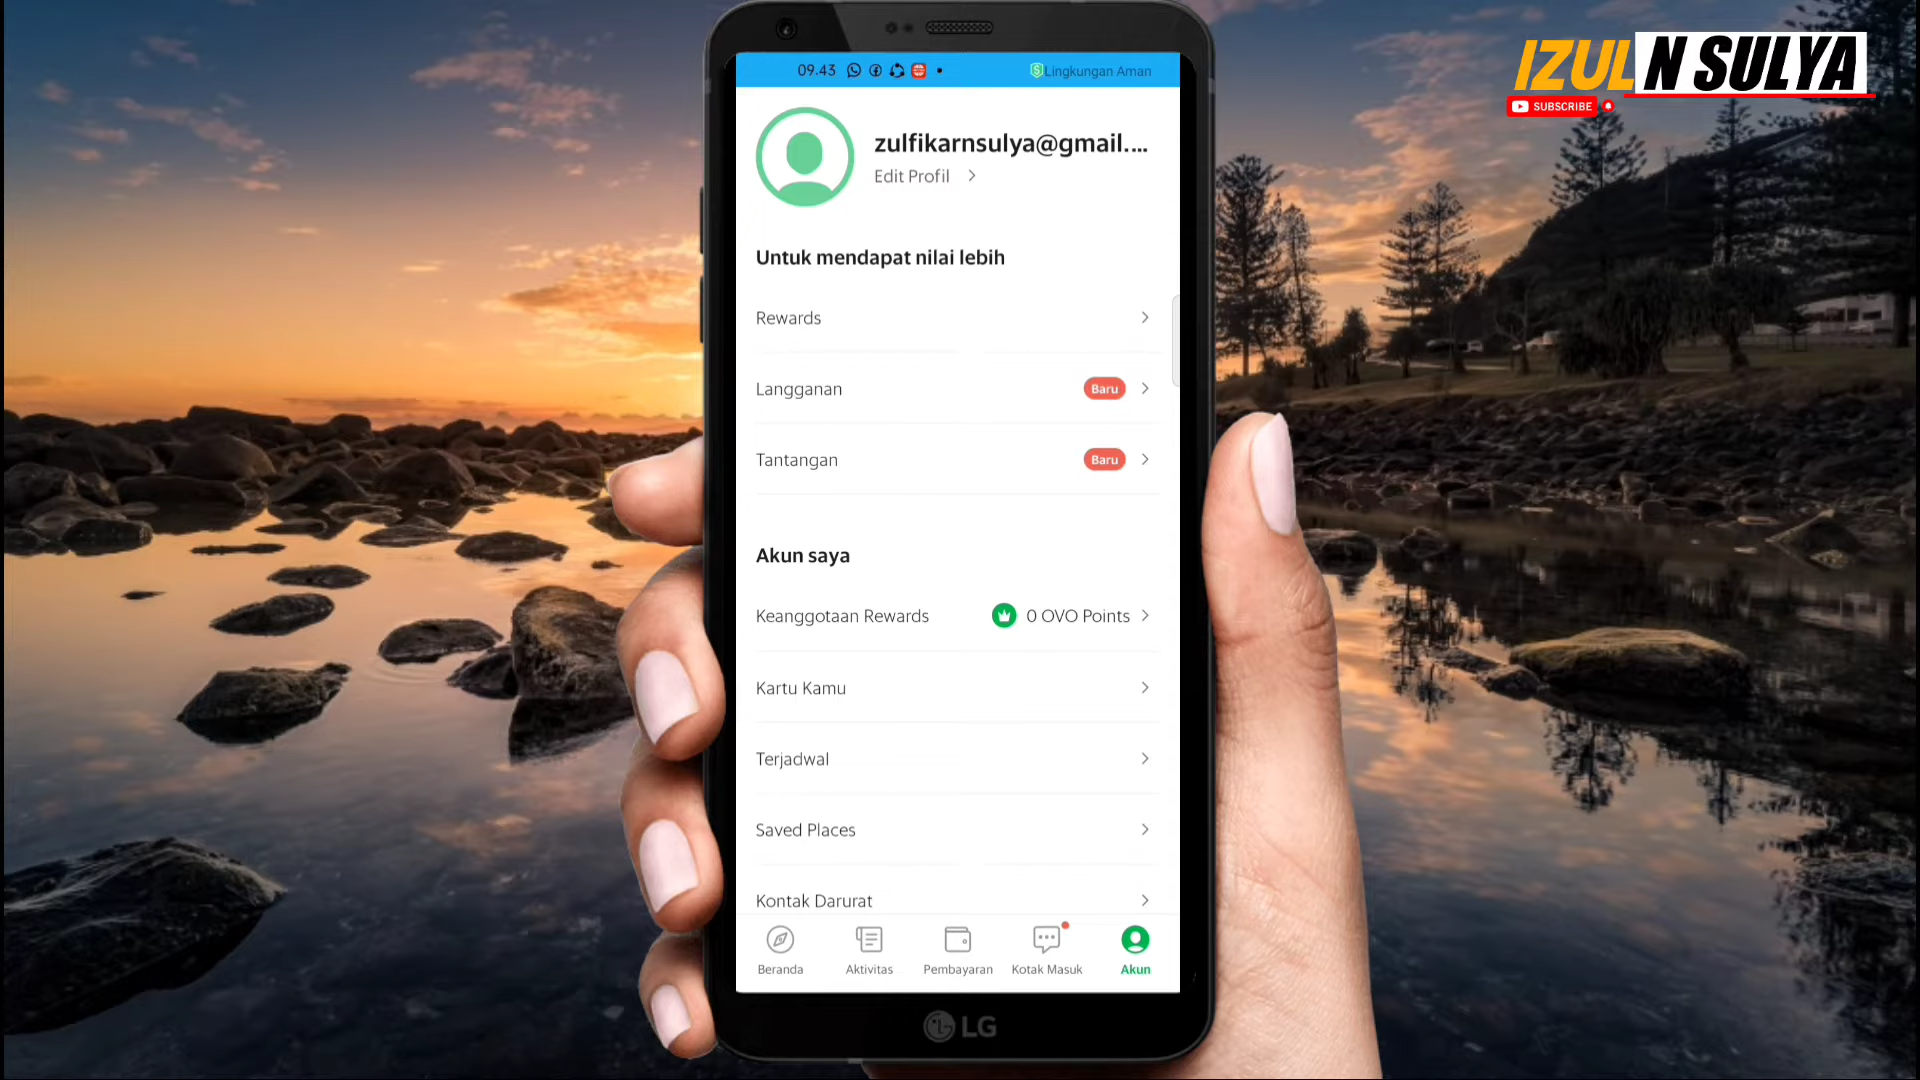 IZUL N SULYA
SUBSCRIBE
09.43
Lingkungan Aman
zulfikarnsulya@gmail....
Edit Profil
Untuk mendapat nilai lebih
Rewards
Langganan Baru
Tantangan Baru
Akun saya
Keanggotaan Rewards 0 OVO Points
Kartu Kamu
Terjadwal
Saved Places
Kontak Darurat
Beranda Aktivitas Pembayaran Kotak Masuk Akun
LG